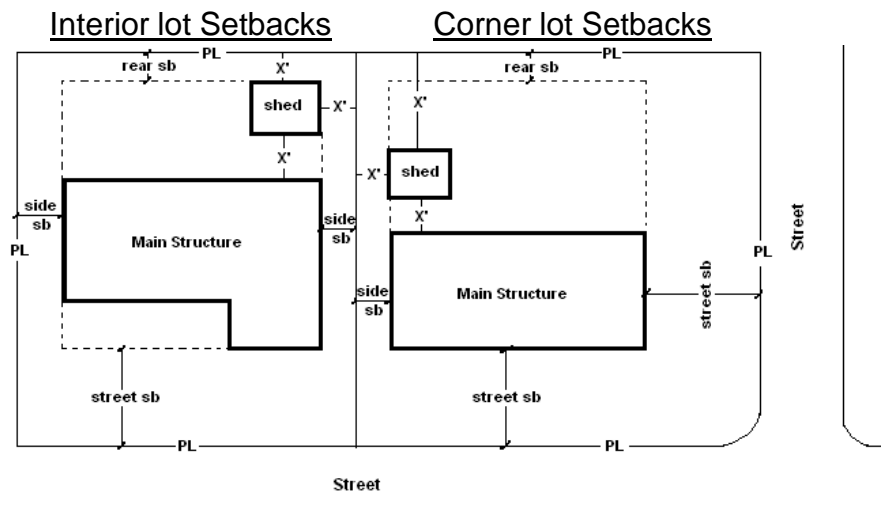 Interior lot Setbacks
Corner lot Setbacks
PL
rear sb
X'
shed
X'
X'
side
sb
PL
Main Structure
side
sb
street sb
PL
PL
rear sb
X'
X'
shed
X'
side
sb
Main Structure
street sb
PL
Street
street sb
PL
Street